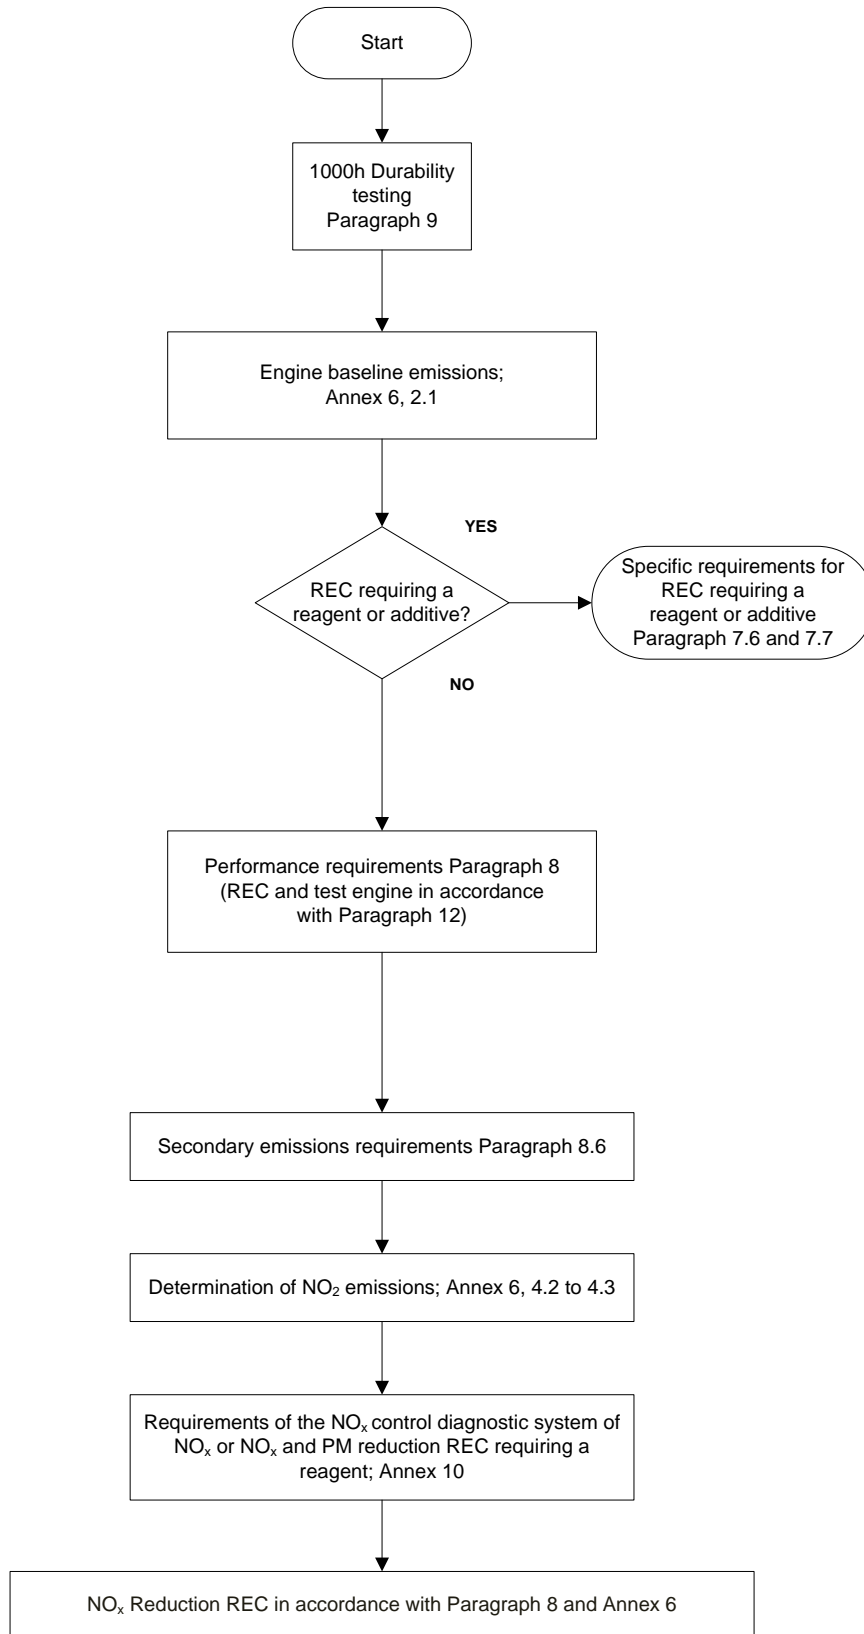 Start
1000h Durability
testing
Paragraph 9
Engine baseline emissions;
Annex 6, 2.1
YES
REC requiring a
reagent or additive?
Specific requirements for
REC requiring a
reagent or additive
Paragraph 7.6 and 7.7
NO
Performance requirements Paragraph 8
(REC and test engine in accordance
with Paragraph 12)
Secondary emissions requirements Paragraph 8.6
Determination of NO₂ emissions; Annex 6, 4.2 to 4.3
Requirements of the NOₓ control diagnostic system of
NOₓ or NOₓ and PM reduction REC requiring a
reagent; Annex 10
NOₓ Reduction REC in accordance with Paragraph 8 and Annex 6